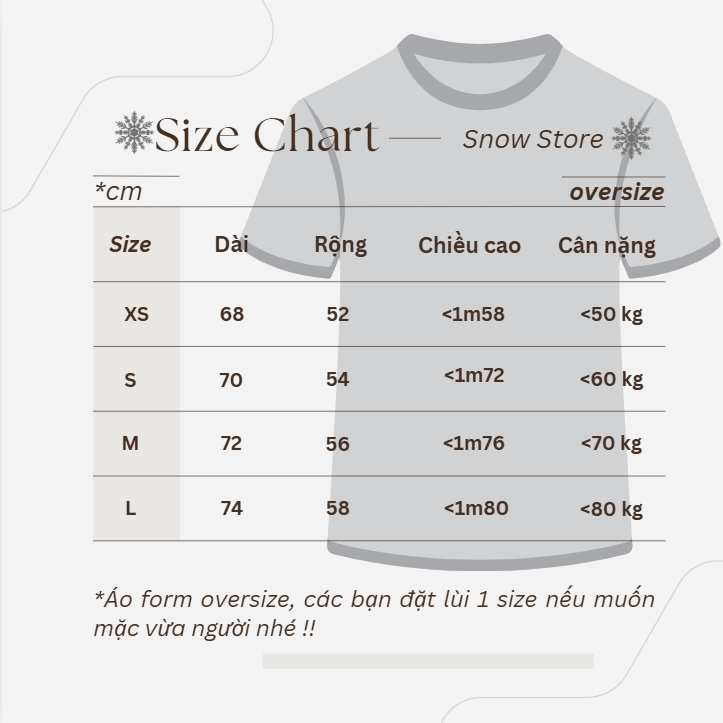 Size Chart Snow Store
*cm oversize
Size Dài Rộng Chiều cao Cân nặng
XS 68 52 <1m58 <50 kg
S 70 54 <1m72 <60 kg
M 72 56 <1m76 <70 kg
L 74 58 <1m80 <80 kg
*Áo form oversize, các bạn đặt lùi 1 size nếu muốn
mặc vừa người nhé !!